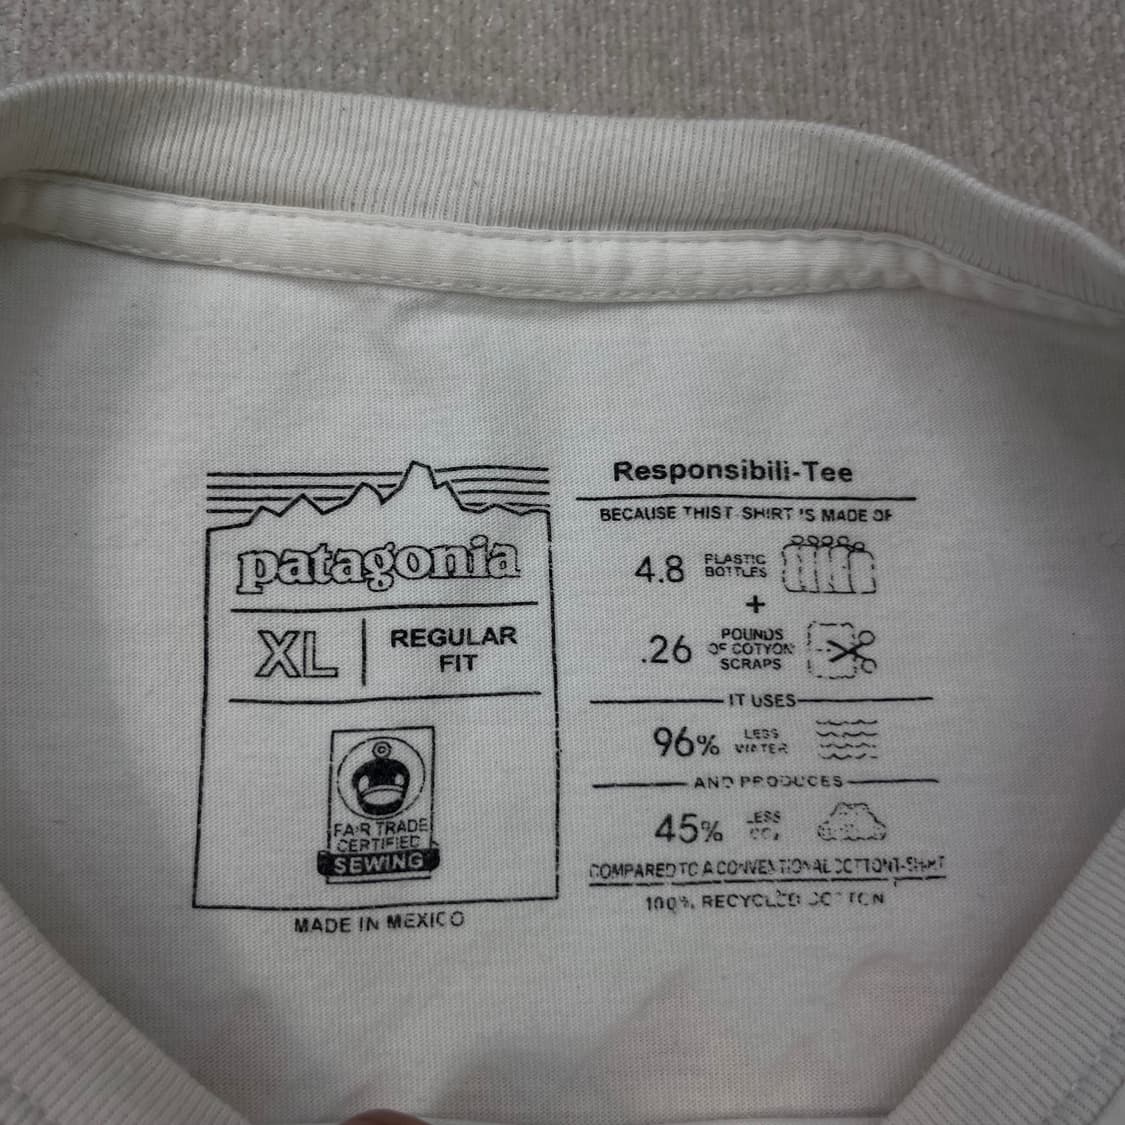 patagonia
XL
REGULAR
FIT
FAIR TRADE
CERTIFIED
SEWING
MADE IN MEXICO
Responsibili-Tee
BECAUSE THIS T-SHIRT IS MADE OF
4.8 PLASTIC
BOTTLES
+
.26 POUNDS
OF COTTON
SCRAPS
IT USES
96% LESS
WATER
AND PRODUCES
45% LESS
CO₂
COMPARED TO A CONVENTIONAL COTTON T-SHIRT
100% RECYCLED COTTON